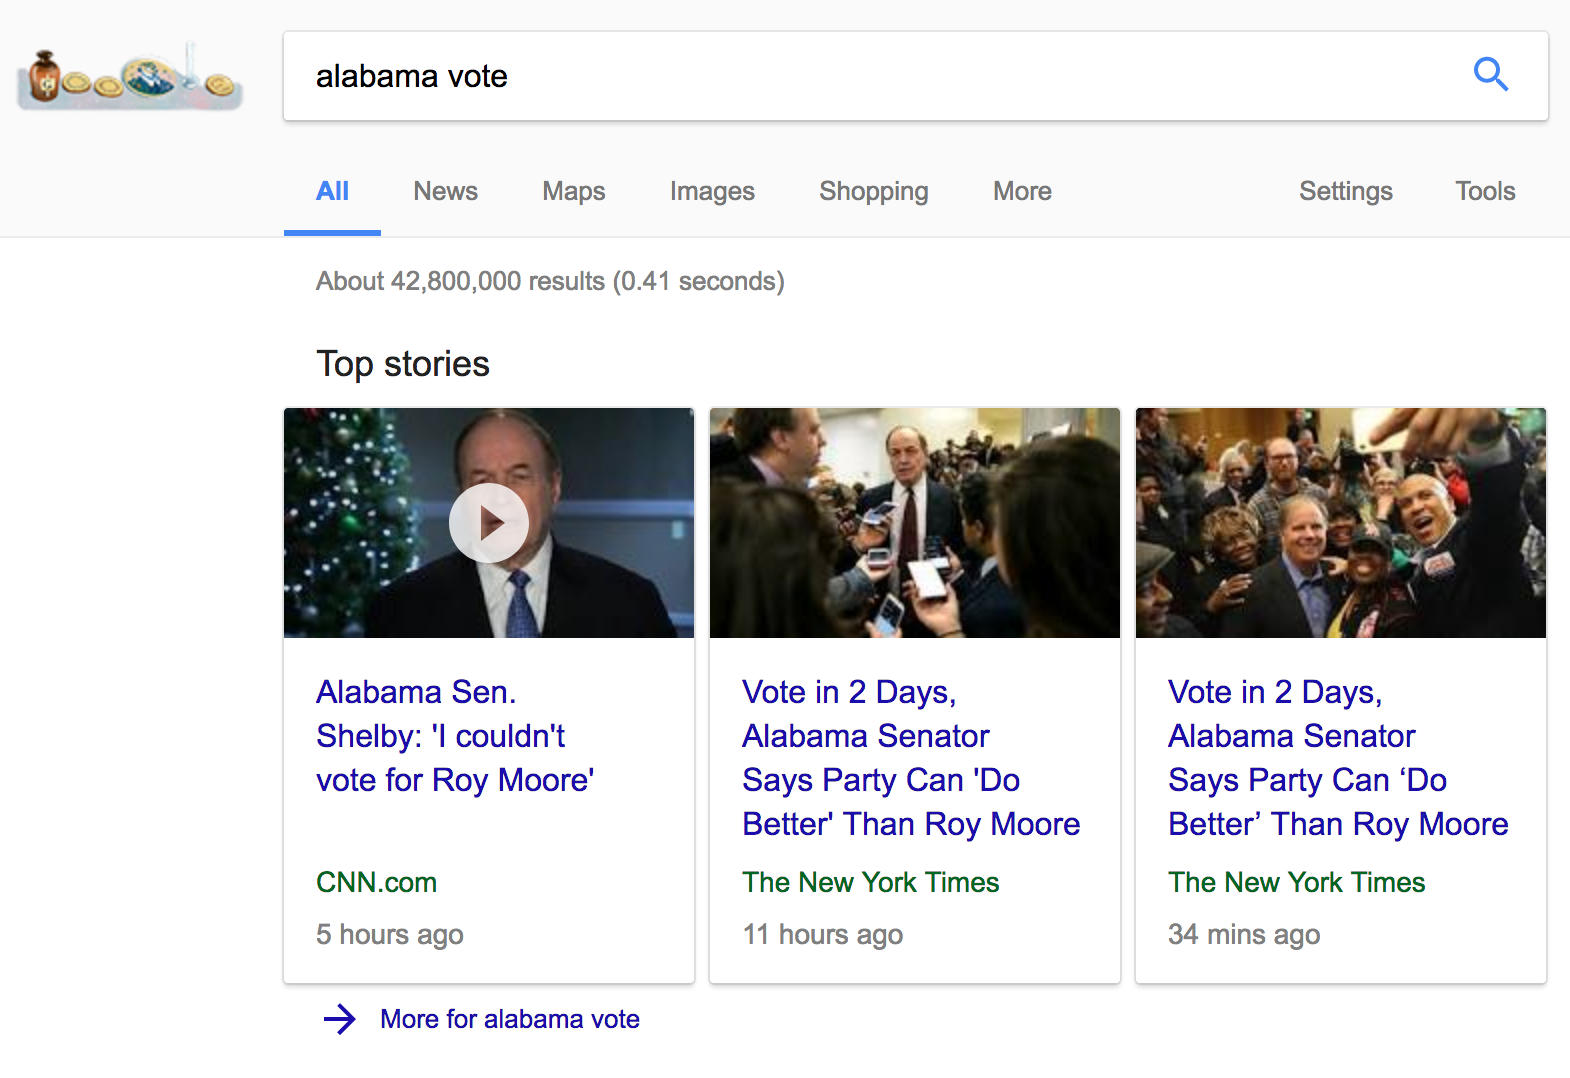 alabama vote
All News Maps Images Shopping More Settings Tools
About 42,800,000 results (0.41 seconds)
Top stories
Alabama Sen.
Shelby: 'I couldn't
vote for Roy Moore'
CNN.com
5 hours ago
Vote in 2 Days,
Alabama Senator
Says Party Can 'Do
Better' Than Roy Moore
The New York Times
11 hours ago
Vote in 2 Days,
Alabama Senator
Says Party Can ‘Do
Better’ Than Roy Moore
The New York Times
34 mins ago
More for alabama vote